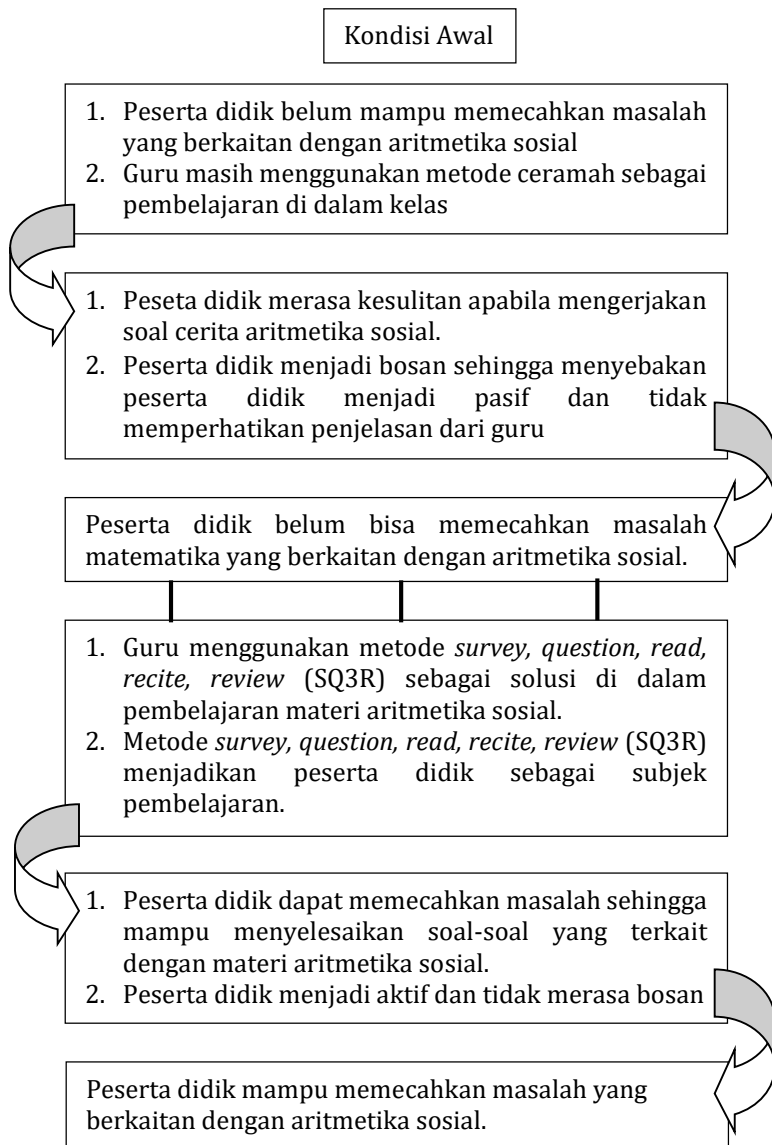 Kondisi Awal
1. Peserta didik belum mampu memecahkan masalah
yang berkaitan dengan aritmetika sosial
2. Guru masih menggunakan metode ceramah sebagai
pembelajaran di dalam kelas
1. Peseta didik merasa kesulitan apabila mengerjakan
soal cerita aritmetika sosial.
2. Peserta didik menjadi bosan sehingga menyebakan
peserta didik menjadi pasif dan tidak
memperhatikan penjelasan dari guru
Peserta didik belum bisa memecahkan masalah
matematika yang berkaitan dengan aritmetika sosial.
1. Guru menggunakan metode survey, question, read,
recite, review (SQ3R) sebagai solusi di dalam
pembelajaran materi aritmetika sosial.
2. Metode survey, question, read, recite, review (SQ3R)
menjadikan peserta didik sebagai subjek
pembelajaran.
1. Peserta didik dapat memecahkan masalah sehingga
mampu menyelesaikan soal-soal yang terkait
dengan materi aritmetika sosial.
2. Peserta didik menjadi aktif dan tidak merasa bosan
Peserta didik mampu memecahkan masalah yang
berkaitan dengan aritmetika sosial.